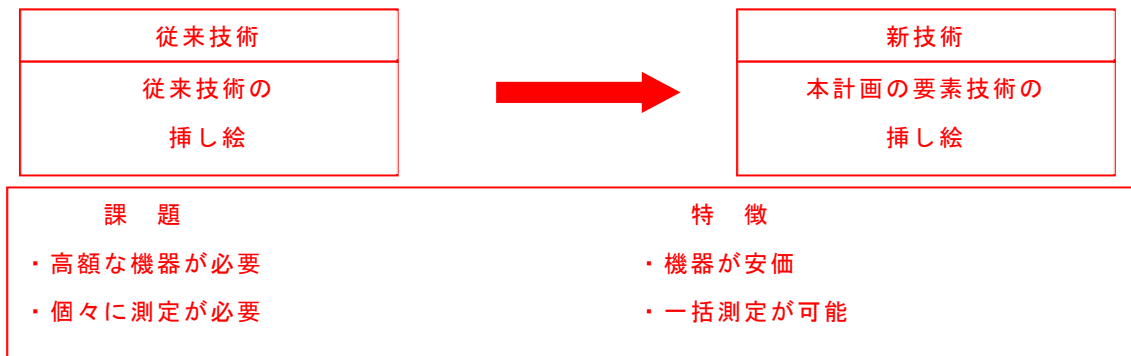 従来技術
従来技術の
挿し絵
新技術
本計画の要素技術の
挿し絵
課　題
・高額な機器が必要
・個々に測定が必要
特　徴
・機器が安価
・一括測定が可能